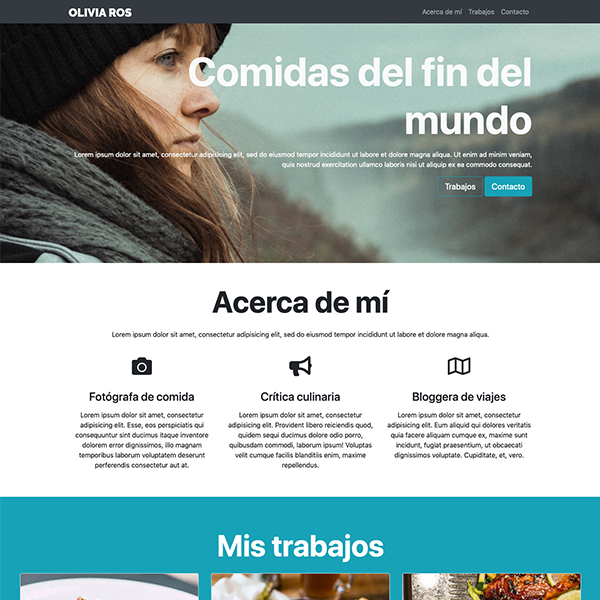 OLIVIA ROS
Acerca de mí Trabajos Contacto
Comidas del fin del
mundo
Lorem ipsum dolor sit amet, consectetur adipisicing elit, sed do eiusmod tempor incididunt ut labore et dolore magna aliqua. Ut enim ad minim veniam,
quis nostrud exercitation ullamco laboris nisi ut aliquip ex ea commodo consequat.
Trabajos Contacto
Acerca de mí
Lorem ipsum dolor sit amet, consectetur adipisicing elit, sed do eiusmod tempor incididunt ut labore et dolore magna.
Fotógrafa de comida
Lorem ipsum dolor sit amet, consectetur
adipisicing elit. Esse, eos perspiciatis qui
consequuntur sint ducimus itaque inventore
dolorem error dignissimos, illo magnam
temporibus laborum voluptatem deserunt
perferendis consectetur aut at.
Crítica culinaria
Lorem ipsum dolor sit amet, consectetur
adipisicing elit. Provident libero reiciendis quod,
quidem sequi ducimus dolore odio porro,
quibusdam commodi, laborum ipsum! Voluptas
velit cumque facilis blanditiis enim, maxime
repellendus.
Bloggera de viajes
Lorem ipsum dolor sit amet, consectetur
adipisicing elit. Eum aliquid qui dolores veritatis
quia corporis aliquam cumque ex, maxime sunt
incidunt, fugiat praesentium, ut obcaecati
dignissimos voluptate. Cupiditate, et, vero.
Mis trabajos